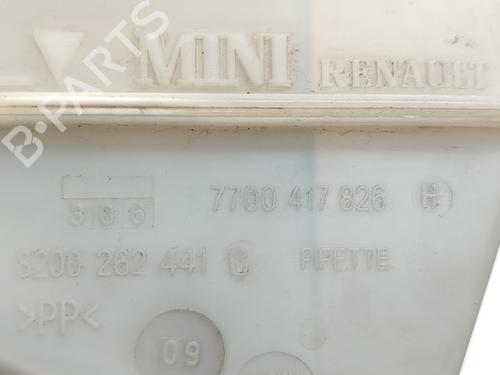 MINI RENAULT
B-PARTS
306 7700 417 826 H
8200 262 441 C PIPETTE
>PP<
09